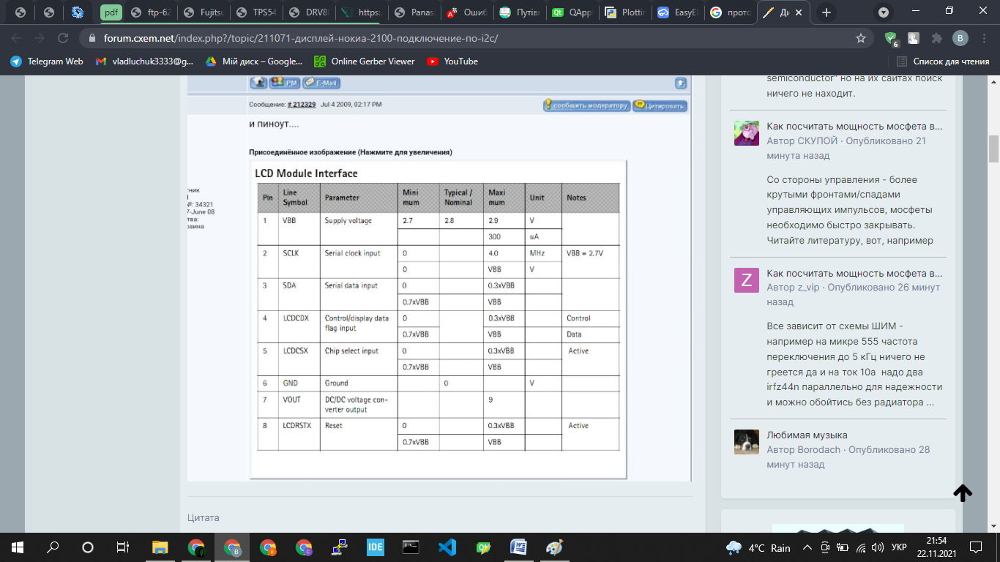 pdf
ftp-62
Fujitsu
TPS54
DRV88
https:/
Panas
Ошиб
Путівн
QAppl
Plottin
EasyEI
прото
Ди
forum.cxem.net/index.php?/topic/211071-дисплей-нокиа-2100-подключение-по-i2c/
6
B
Telegram Web
vladluchuk3333@g...
Мій диск – Google...
Online Gerber Viewer
YouTube
Список для чтения
PM
E-Mail
Сообщение: # 212329 Jul 4 2009, 02:17 PM
сообщить модератору
Цитировать
и пиноут....
Присоединённое изображение (Нажмите для увеличения)
тник
№: 34321
7-June 08
тва:
раина
LCD Module Interface
Pin Line Symbol Parameter Mini mum Typical / Nominal Maxi mum Unit Notes
1 VBB Supply voltage 2.7 2.8 2.9 V
300 uA
2 SCLK Serial clock input 0 4.0 MHz VBB = 2.7V
0 VBB V
3 SDA Serial data input 0 0.3xVBB
0.7xVBB VBB
4 LCDCDX Control/display data flag input 0 0.3xVBB Control
0.7xVBB VBB Data
5 LCDCSX Chip select input 0 0.3xVBB Active
0.7xVBB VBB
6 GND Ground 0 V
7 VOUT DC/DC voltage con-
verter output 9
8 LCDRSTX Reset 0 0.3xVBB Active
0.7xVBB VBB
Цитата
semiconductor" но на их сайтах поиск
ничего не находит.
Как посчитать мощность мосфета в...
Автор СКУПОЙ · Опубликовано 21
минута назад
Со стороны управления - более
крутыми фронтами/спадами
управляющих импульсов, мосфеты
необходимо быстро закрывать.
Читайте литературу, вот, например
Z
Как посчитать мощность мосфета в...
Автор z_vip · Опубликовано 26 минут
назад
Все зависит от схемы ШИМ -
например на микре 555 частота
переключения до 5 кГц ничего не
греется да и на ток 10а надо два
irfz44n параллельно для надежности
и можно обойтись без радиатора ...
Любимая музыка
Автор Borodach · Опубликовано 28
минут назад
IDE
4°C Rain
УКР
21:54
22.11.2021